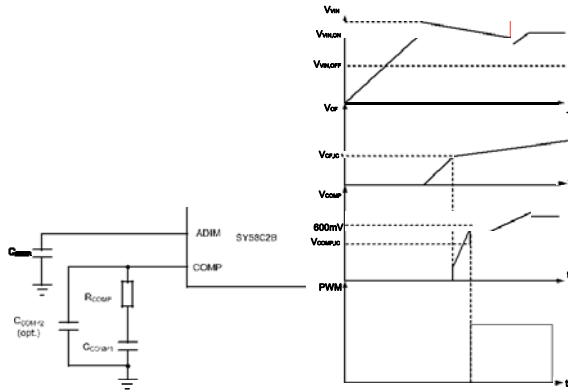 VVIN
VVIN,ON
VVIN,OFF
VCF
VCF,IC
VCOMP
600mV
VCOMP,IC
t
PWM
t
ADIM
SY58C2B
COMP
RCOMP
CCOMP2
(opt.)
CCOMP1